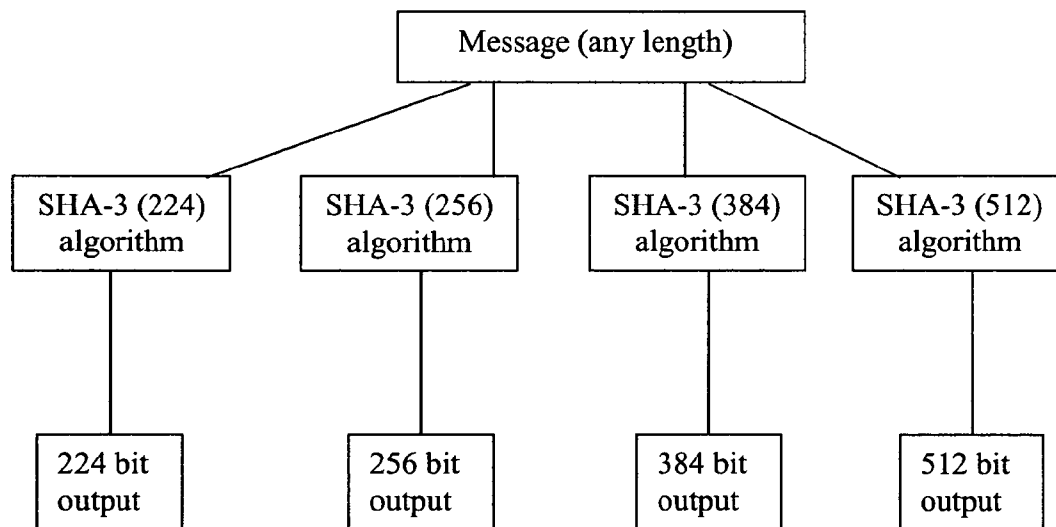 Message (any length)
SHA-3 (224)
algorithm
SHA-3 (256)
algorithm
SHA-3 (384)
algorithm
SHA-3 (512)
algorithm
224 bit
output
256 bit
output
384 bit
output
512 bit
output